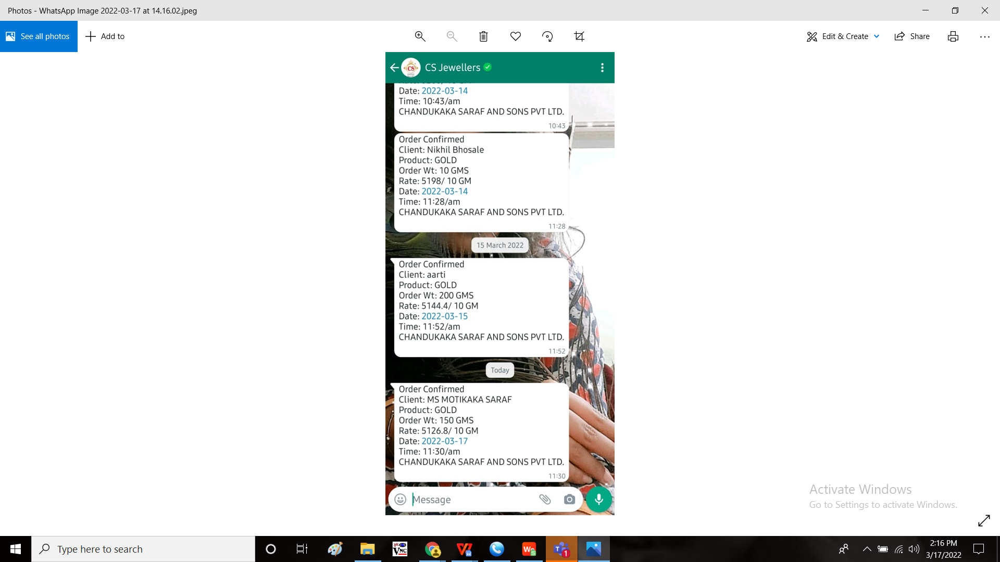 Photos - WhatsApp Image 2022-03-17 at 14.16.02.jpeg
See all photos
Add to
Edit & Create
Share
CS
CS Jewellers
Date: 2022-03-14
Time: 10:43/am
CHANDUKAKA SARAF AND SONS PVT LTD.
10:43
Order Confirmed
Client: Nikhil Bhosale
Product: GOLD
Order Wt: 10 GMS
Rate: 5198/ 10 GM
Date: 2022-03-14
Time: 11:28/am
CHANDUKAKA SARAF AND SONS PVT LTD.
11:28
15 March 2022
Order Confirmed
Client: aarti
Product: GOLD
Order Wt: 200 GMS
Rate: 5144.4/ 10 GM
Date: 2022-03-15
Time: 11:52/am
CHANDUKAKA SARAF AND SONS PVT LTD.
11:52
Today
Order Confirmed
Client: MS MOTIKAKA SARAF
Product: GOLD
Order Wt: 150 GMS
Rate: 5126.8/ 10 GM
Date: 2022-03-17
Time: 11:30/am
CHANDUKAKA SARAF AND SONS PVT LTD.
11:30
Message
Activate Windows
Go to Settings to activate Windows.
Type here to search
2:16 PM
3/17/2022